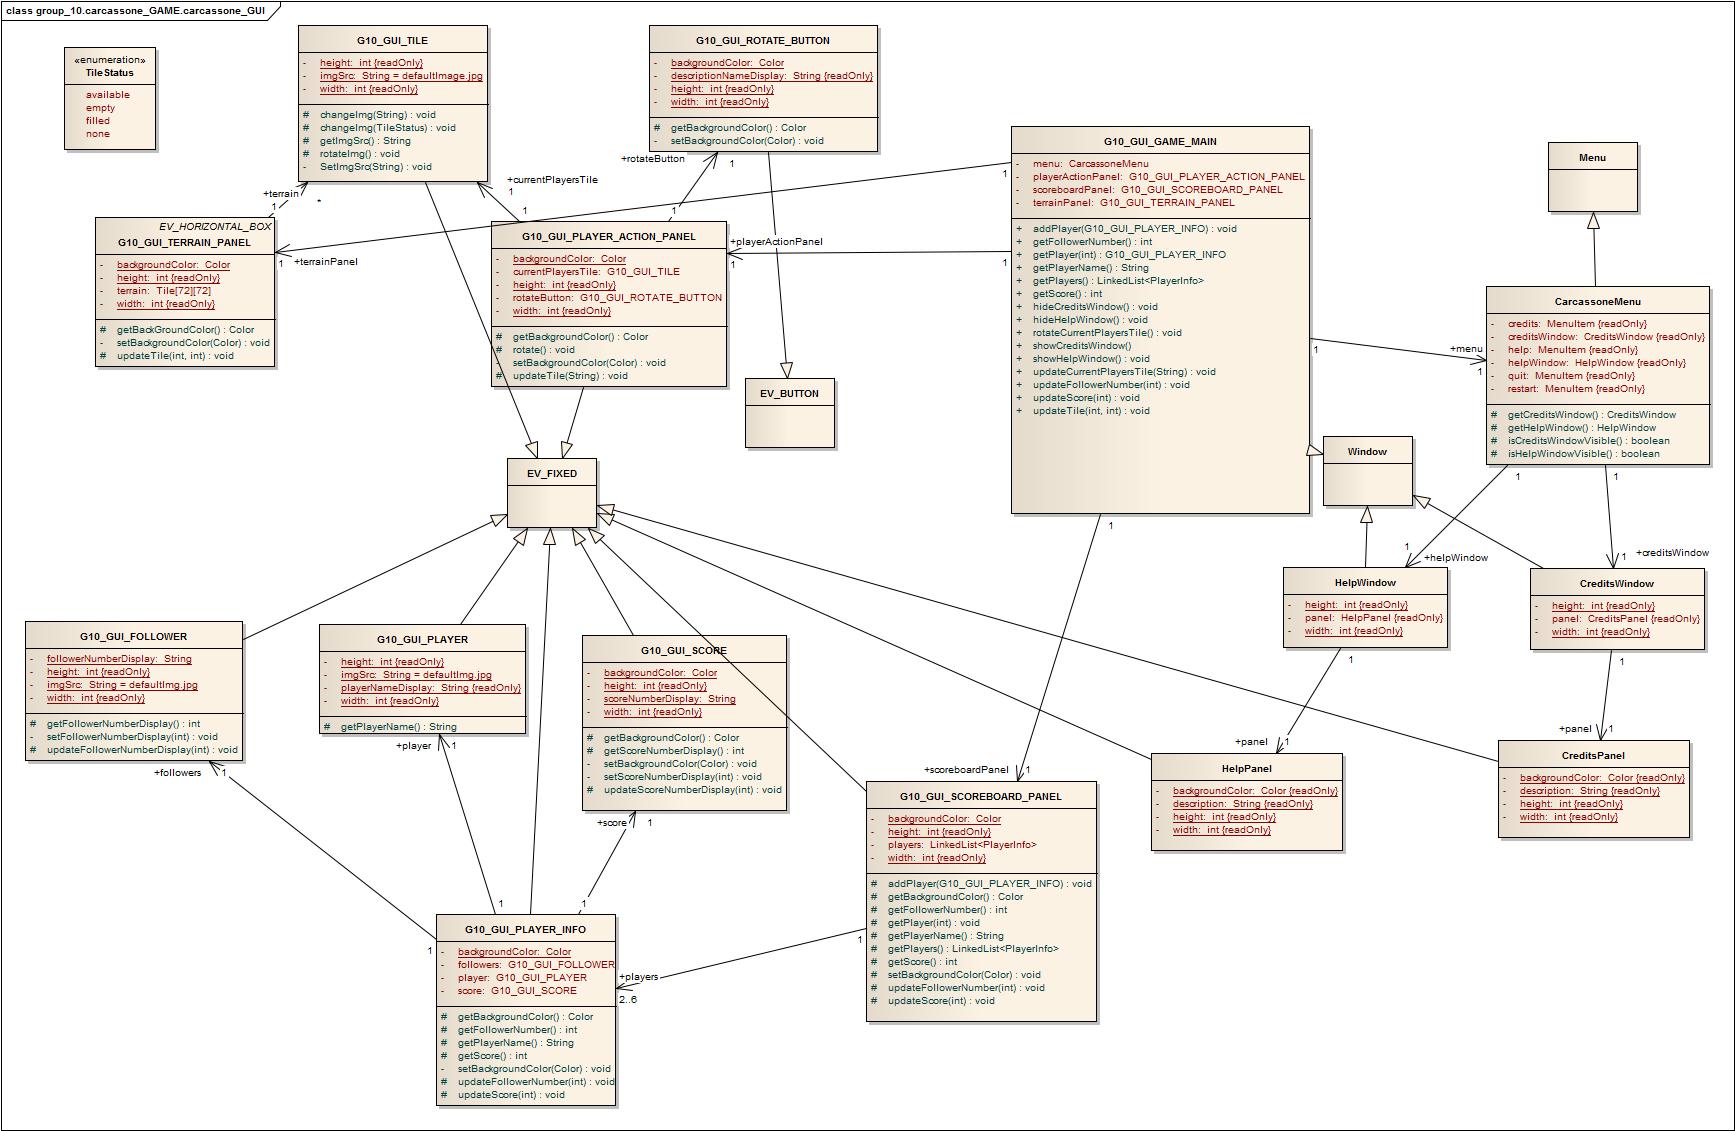 class group_10.carcassone_GAME.carcassone_GUI
«enumeration»
TileStatus
available
empty
filled
none
G10_GUI_TILE
- height: int {readOnly}
- imgSrc: String = defaultImage.jpg
- width: int {readOnly}
# changeImg(String) : void
# changeImg(TileStatus) : void
# getImgSrc() : String
# rotateImg() : void
- SetImgSrc(String) : void
G10_GUI_ROTATE_BUTTON
- backgroundColor: Color
- descriptionNameDisplay: String {readOnly}
- height: int {readOnly}
- width: int {readOnly}
# getBackgroundColor() : Color
- setBackgroundColor(Color) : void
+rotateButton
1
1
+currentPlayersTile
1
1
+terrain
1
*
EV_HORIZONTAL_BOX
G10_GUI_TERRAIN_PANEL
- backgroundColor: Color
- height: int {readOnly}
- terrain: Tile[72][72]
- width: int {readOnly}
# getBackGroundColor() : Color
- setBackgroundColor(Color) : void
# updateTile(int, int) : void
1
+terrainPanel
G10_GUI_PLAYER_ACTION_PANEL
- backgroundColor: Color
- currentPlayersTile: G10_GUI_TILE
- height: int {readOnly}
- rotateButton: G10_GUI_ROTATE_BUTTON
- width: int {readOnly}
# getBackgroundColor() : Color
# rotate() : void
- setBackgroundColor(Color) : void
# updateTile(String) : void
+playerActionPanel
1
1
1
G10_GUI_GAME_MAIN
- menu: CarcassoneMenu
- playerActionPanel: G10_GUI_PLAYER_ACTION_PANEL
- scoreboardPanel: G10_GUI_SCOREBOARD_PANEL
- terrainPanel: G10_GUI_TERRAIN_PANEL
+ addPlayer(G10_GUI_PLAYER_INFO) : void
+ getFollowerNumber() : int
+ getPlayer(int) : G10_GUI_PLAYER_INFO
+ getPlayerName() : String
+ getPlayers() : LinkedList<PlayerInfo>
+ getScore() : int
+ hideCreditsWindow() : void
+ hideHelpWindow() : void
+ rotateCurrentPlayersTile() : void
+ showCreditsWindow()
+ showHelpWindow() : void
+ updateCurrentPlayersTile(String) : void
+ updateFollowerNumber(int) : void
+ updateScore(int) : void
+ updateTile(int, int) : void
1
Menu
CarcassoneMenu
- credits: MenuItem {readOnly}
- creditsWindow: CreditsWindow {readOnly}
- help: MenuItem {readOnly}
- helpWindow: HelpWindow {readOnly}
- quit: MenuItem {readOnly}
- restart: MenuItem {readOnly}
# getCreditsWindow() : CreditsWindow
# getHelpWindow() : HelpWindow
# isCreditsWindowVisible() : boolean
# isHelpWindowVisible() : boolean
1
+menu
1
EV_BUTTON
EV_FIXED
Window
1
1
1
+helpWindow
1
+creditsWindow
HelpWindow
- height: int {readOnly}
- panel: HelpPanel {readOnly}
- width: int {readOnly}
1
CreditsWindow
- height: int {readOnly}
- panel: CreditsPanel {readOnly}
- width: int {readOnly}
1
G10_GUI_FOLLOWER
- followerNumberDisplay: String
- height: int {readOnly}
- imgSrc: String = defaultImg.jpg
- width: int {readOnly}
# getFollowerNumberDisplay() : int
- setFollowerNumberDisplay(int) : void
# updateFollowerNumberDisplay(int) : void
+followers
1
G10_GUI_PLAYER
- height: int {readOnly}
- imgSrc: String = defaultImg.jpg
- playerNameDisplay: String {readOnly}
- width: int {readOnly}
# getPlayerName() : String
+player
1
G10_GUI_SCORE
- backgroundColor: Color
- height: int {readOnly}
- scoreNumberDisplay: String
- width: int {readOnly}
# getBackgroundColor() : Color
# getScoreNumberDisplay() : int
- setBackgroundColor(Color) : void
- setScoreNumberDisplay(int) : void
# updateScoreNumberDisplay(int) : void
+score
1
+scoreboardPanel
1
G10_GUI_SCOREBOARD_PANEL
- backgroundColor: Color
- height: int {readOnly}
- players: LinkedList<PlayerInfo>
- width: int {readOnly}
# addPlayer(G10_GUI_PLAYER_INFO) : void
# getBackgroundColor() : Color
# getFollowerNumber() : int
# getPlayer(int) : void
# getPlayerName() : String
# getPlayers() : LinkedList<PlayerInfo>
# getScore() : int
# setBackgroundColor(Color) : void
# updateFollowerNumber(int) : void
# updateScore(int) : void
+panel
1
HelpPanel
- backgroundColor: Color {readOnly}
- description: String {readOnly}
- height: int {readOnly}
- width: int {readOnly}
+panel
1
CreditsPanel
- backgroundColor: Color {readOnly}
- description: String {readOnly}
- height: int {readOnly}
- width: int {readOnly}
1
1
1
G10_GUI_PLAYER_INFO
- backgroundColor: Color
- followers: G10_GUI_FOLLOWER
- player: G10_GUI_PLAYER
- score: G10_GUI_SCORE
# getBackgroundColor() : Color
# getFollowerNumber() : int
# getPlayerName() : String
# getScore() : int
- setBackgroundColor(Color) : void
# updateFollowerNumber(int) : void
# updateScore(int) : void
1
+players
2..6